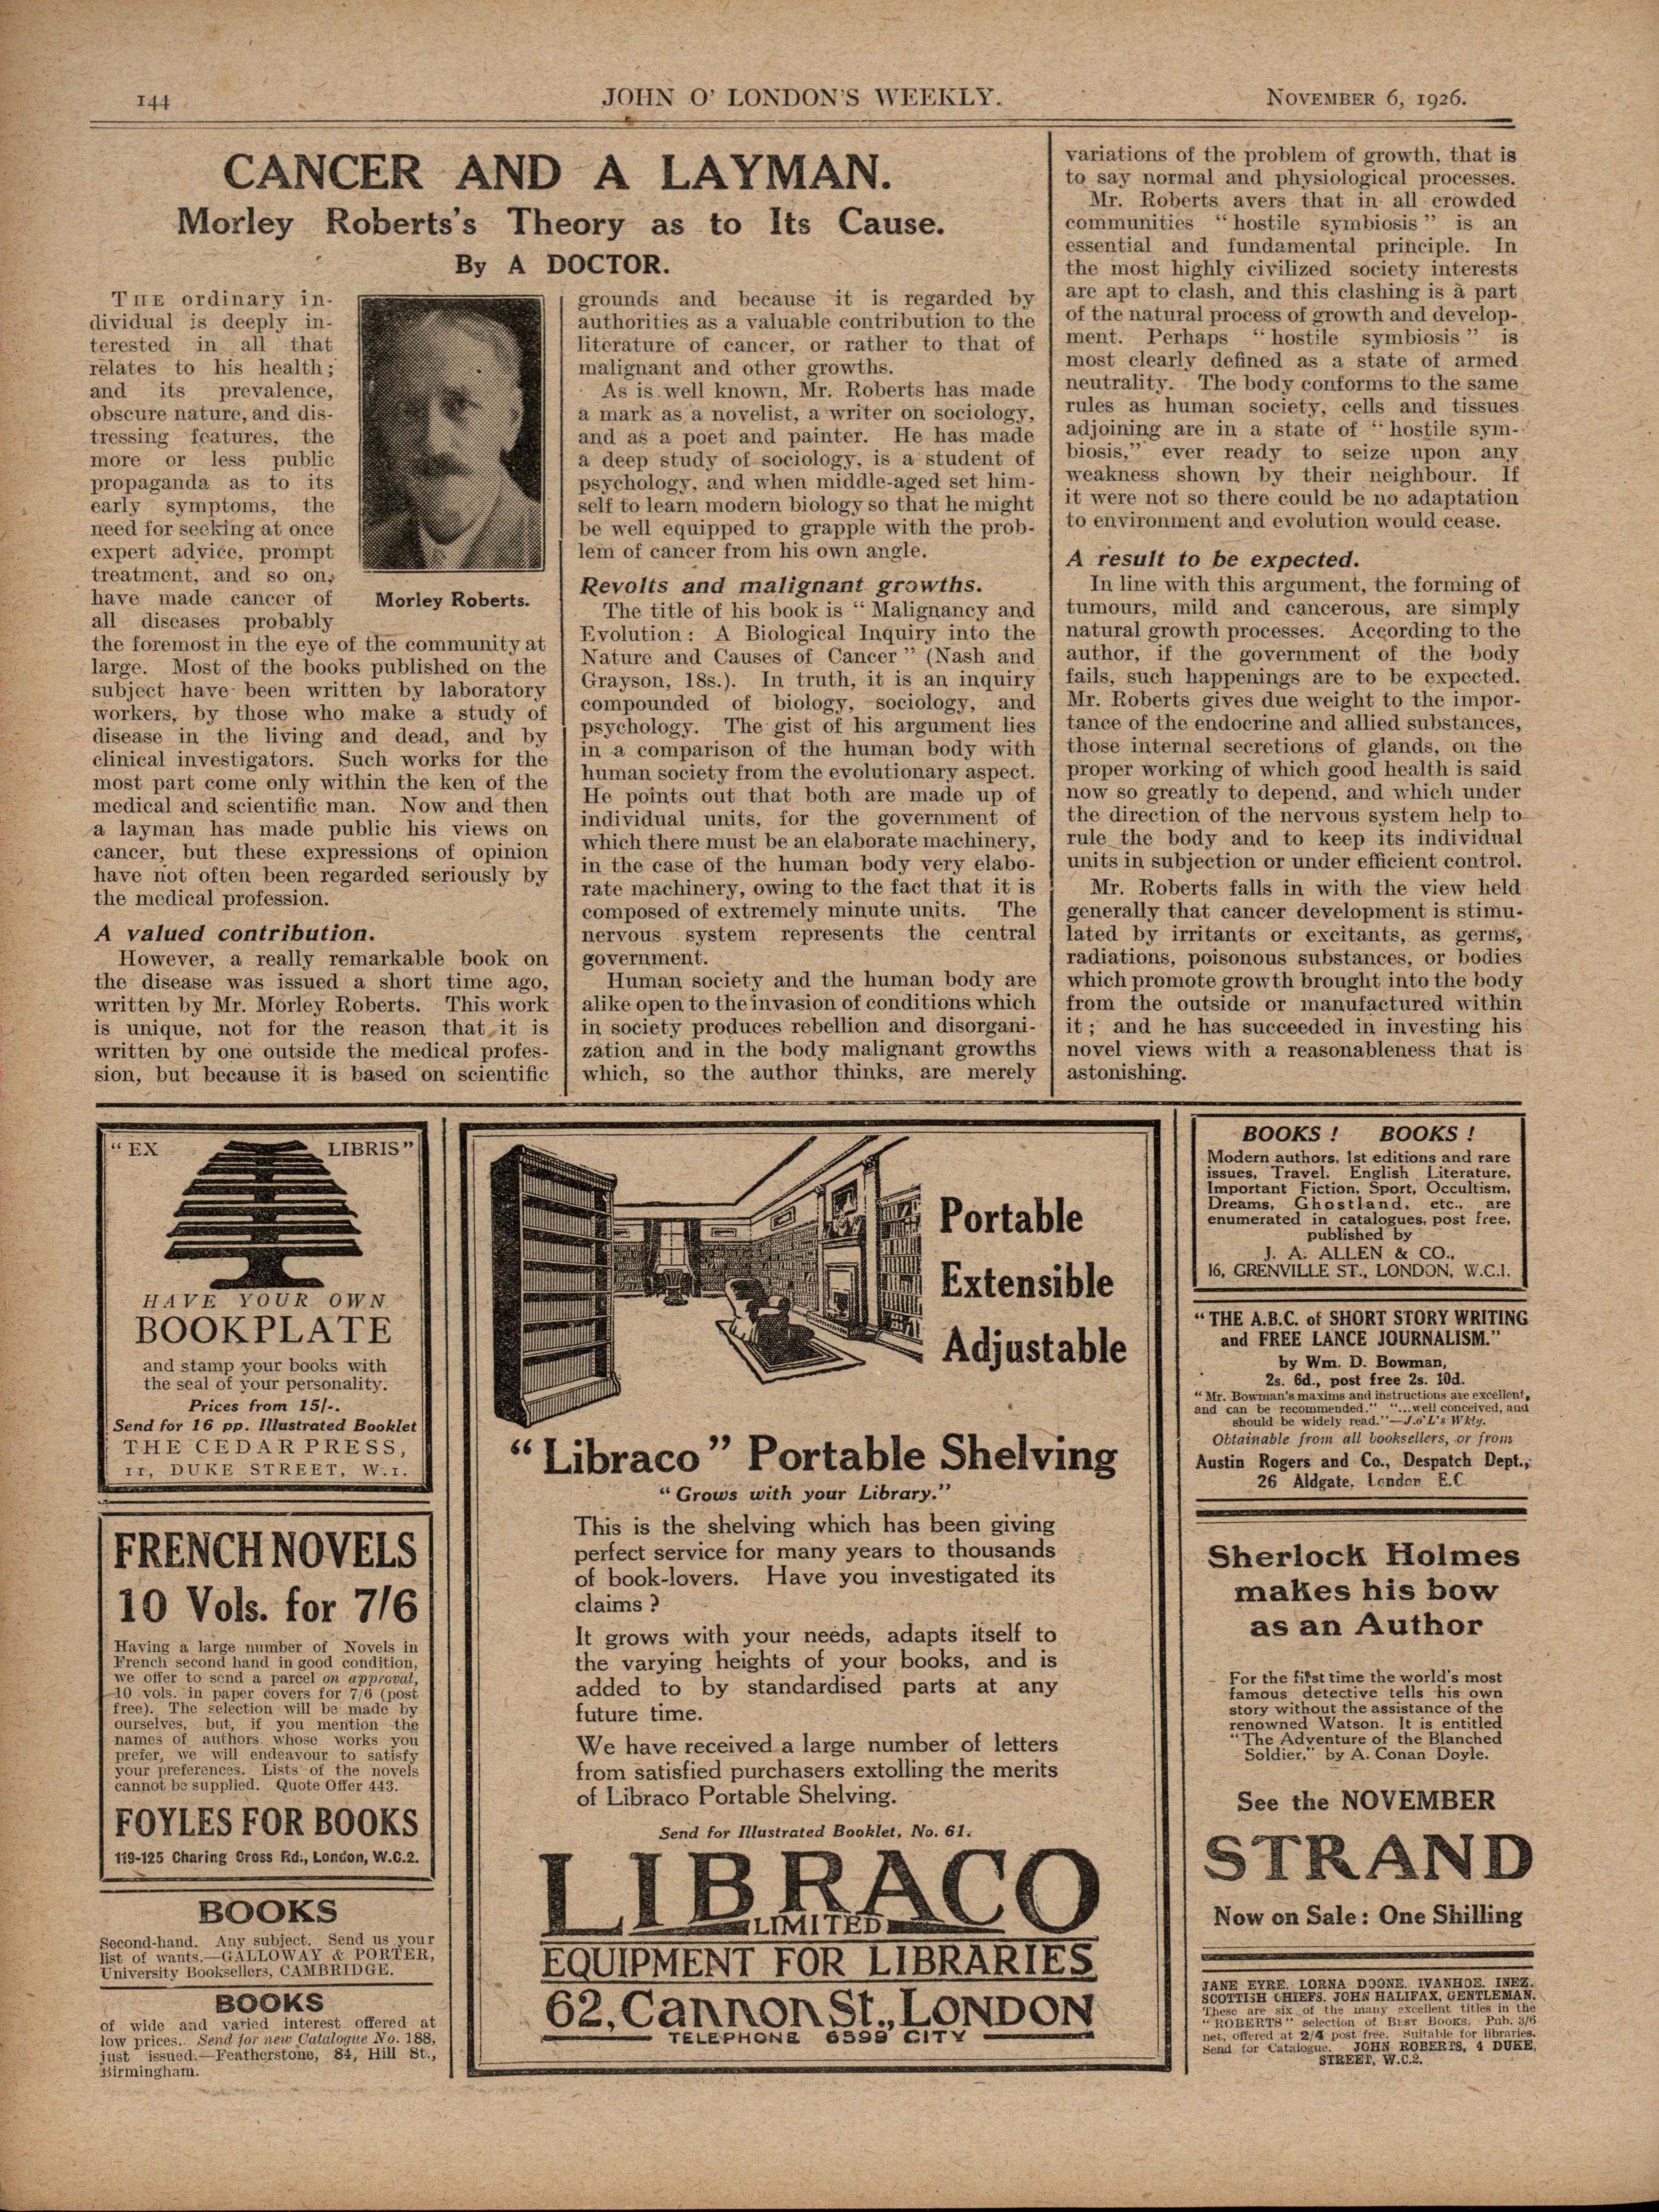 144
JOHN O' LONDON'S WEEKLY.
NOVEMBER 6, 1926.
CANCER AND A LAYMAN.
Morley Roberts's Theory as to Its Cause.
By A DOCTOR.
THE ordinary in-
dividual is deeply in-
terested in all that
relates to his health;
and its prevalence,
obscure nature, and dis-
tressing features, the
more or less public
propaganda as to its
early symptoms, the
need for seeking at once
expert advice, prompt
treatment, and so on,
have made cancer of
all diseases probably
Morley Roberts.
the foremost in the eye of the community at
large. Most of the books published on the
subject have been written by laboratory
workers, by those who make a study of
disease in the living and dead, and by
clinical investigators. Such works for the
most part come only within the ken of the
medical and scientific man. Now and then
a layman has made public his views on
cancer, but these expressions of opinion
have not often been regarded seriously by
the medical profession.
A valued contribution.
However, a really remarkable book on
the disease was issued a short time ago,
written by Mr. Morley Roberts. This work
is unique, not for the reason that it is
written by one outside the medical profes-
sion, but because it is based on scientific
grounds and because it is regarded by
authorities as a valuable contribution to the
literature of cancer, or rather to that of
malignant and other growths.
As is well known, Mr. Roberts has made
a mark as a novelist, a writer on sociology,
and as a poet and painter. He has made
a deep study of sociology, is a student of
psychology, and when middle-aged set him-
self to learn modern biology so that he might
be well equipped to grapple with the prob-
lem of cancer from his own angle.
Revolts and malignant growths.
The title of his book is "Malignancy and
Evolution: A Biological Inquiry into the
Nature and Causes of Cancer" (Nash and
Grayson, 18s.). In truth, it is an inquiry
compounded of biology, sociology, and
psychology. The gist of his argument lies
in a comparison of the human body with
human society from the evolutionary aspect.
He points out that both are made up of
individual units, for the government of
which there must be an elaborate machinery,
in the case of the human body very elabo-
rate machinery, owing to the fact that it is
composed of extremely minute units. The
nervous system represents the central
government.
Human society and the human body are
alike open to the invasion of conditions which
in society produces rebellion and disorgani-
zation and in the body malignant growths
which, so the author thinks, are merely
variations of the problem of growth, that is
to say normal and physiological processes.
Mr. Roberts avers that in all crowded
communities "hostile symbiosis" is an
essential and fundamental principle. In
the most highly civilized society interests
are apt to clash, and this clashing is a part
of the natural process of growth and develop-
ment. Perhaps "hostile symbiosis" is
most clearly defined as a state of armed
neutrality. The body conforms to the same
rules as human society, cells and tissues
adjoining are in a state of "hostile sym-
biosis," ever ready to seize upon any
weakness shown by their neighbour. If
it were not so there could be no adaptation
to environment and evolution would cease.
A result to be expected.
In line with this argument, the forming of
tumours, mild and cancerous, are simply
natural growth processes. According to the
author, if the government of the body
fails, such happenings are to be expected.
Mr. Roberts gives due weight to the impor-
tance of the endocrine and allied substances,
those internal secretions of glands, on the
proper working of which good health is said
now so greatly to depend, and which under
the direction of the nervous system help to
rule the body and to keep its individual
units in subjection or under efficient control.
Mr. Roberts falls in with the view held
generally that cancer development is stimu-
lated by irritants or excitants, as germs,
radiations, poisonous substances, or bodies
which promote growth brought into the body
from the outside or manufactured within
it; and he has succeeded in investing his
novel views with a reasonableness that is
astonishing.
"EX LIBRIS"
HAVE YOUR OWN
BOOKPLATE
and stamp your books with
the seal of your personality.
Prices from 15/-.
Send for 16 pp. Illustrated Booklet
THE CEDAR PRESS,
11, DUKE STREET, W.1.
FRENCH NOVELS
10 Vols. for 7/6
Having a large number of Novels in
French second hand in good condition,
we offer to send a parcel on approval,
10 vols. in paper covers for 7/6 (post
free). The selection will be made by
ourselves, but, if you mention the
names of authors whose works you
prefer, we will endeavour to satisfy
your preferences. Lists of the novels
cannot be supplied. Quote Offer 443.
FOYLES FOR BOOKS
119-125 Charing Cross Rd., London, W.C.2.
BOOKS
Second-hand. Any subject. Send us your
list of wants.—GALLOWAY & PORTER,
University Booksellers, CAMBRIDGE.
BOOKS
of wide and varied interest offered at
low prices. Send for new Catalogue No. 188,
just issued.—Featherstone, 84, Hill St.,
Birmingham.
Portable
Extensible
Adjustable
"Libraco" Portable Shelving
"Grows with your Library."
This is the shelving which has been giving
perfect service for many years to thousands
of book-lovers. Have you investigated its
claims?
It grows with your needs, adapts itself to
the varying heights of your books, and is
added to by standardised parts at any
future time.
We have received a large number of letters
from satisfied purchasers extolling the merits
of Libraco Portable Shelving.
Send for Illustrated Booklet, No. 61.
LIBRACO
LIMITED
EQUIPMENT FOR LIBRARIES
62, Cannon St., LONDON
TELEPHONE 6399 CITY
BOOKS! BOOKS!
Modern authors, 1st editions and rare
issues, Travel, English Literature,
Important Fiction, Sport, Occultism,
Dreams, Ghostland, etc., are
enumerated in catalogues, post free,
published by
J. A. ALLEN & CO.,
16, GRENVILLE ST., LONDON, W.C.1.
"THE A.B.C. of SHORT STORY WRITING
and FREE LANCE JOURNALISM."
by Wm. D. Bowman,
2s. 6d., post free 2s. 10d.
"Mr. Bowman's maxims and instructions are excellent,
and can be recommended." "...well conceived, and
should be widely read."—J.o'L's Wkly.
Obtainable from all booksellers, or from
Austin Rogers and Co., Despatch Dept.,
26 Aldgate, London E.C.
Sherlock Holmes
makes his bow
as an Author
For the first time the world's most
famous detective tells his own
story without the assistance of the
renowned Watson. It is entitled
"The Adventure of the Blanched
Soldier," by A. Conan Doyle.
See the NOVEMBER
STRAND
Now on Sale: One Shilling
JANE EYRE. LORNA DOONE. IVANHOE. INEZ.
SCOTTISH CHIEFS. JOHN HALIFAX, GENTLEMAN.
These are six of the many excellent titles in the
"ROBERTS" selection of BEST BOOKS. Pub. 3/6
net, offered at 2/4 post free. Suitable for libraries.
Send for Catalogue. JOHN ROBERTS, 4 DUKE
STREET, W.C.2.